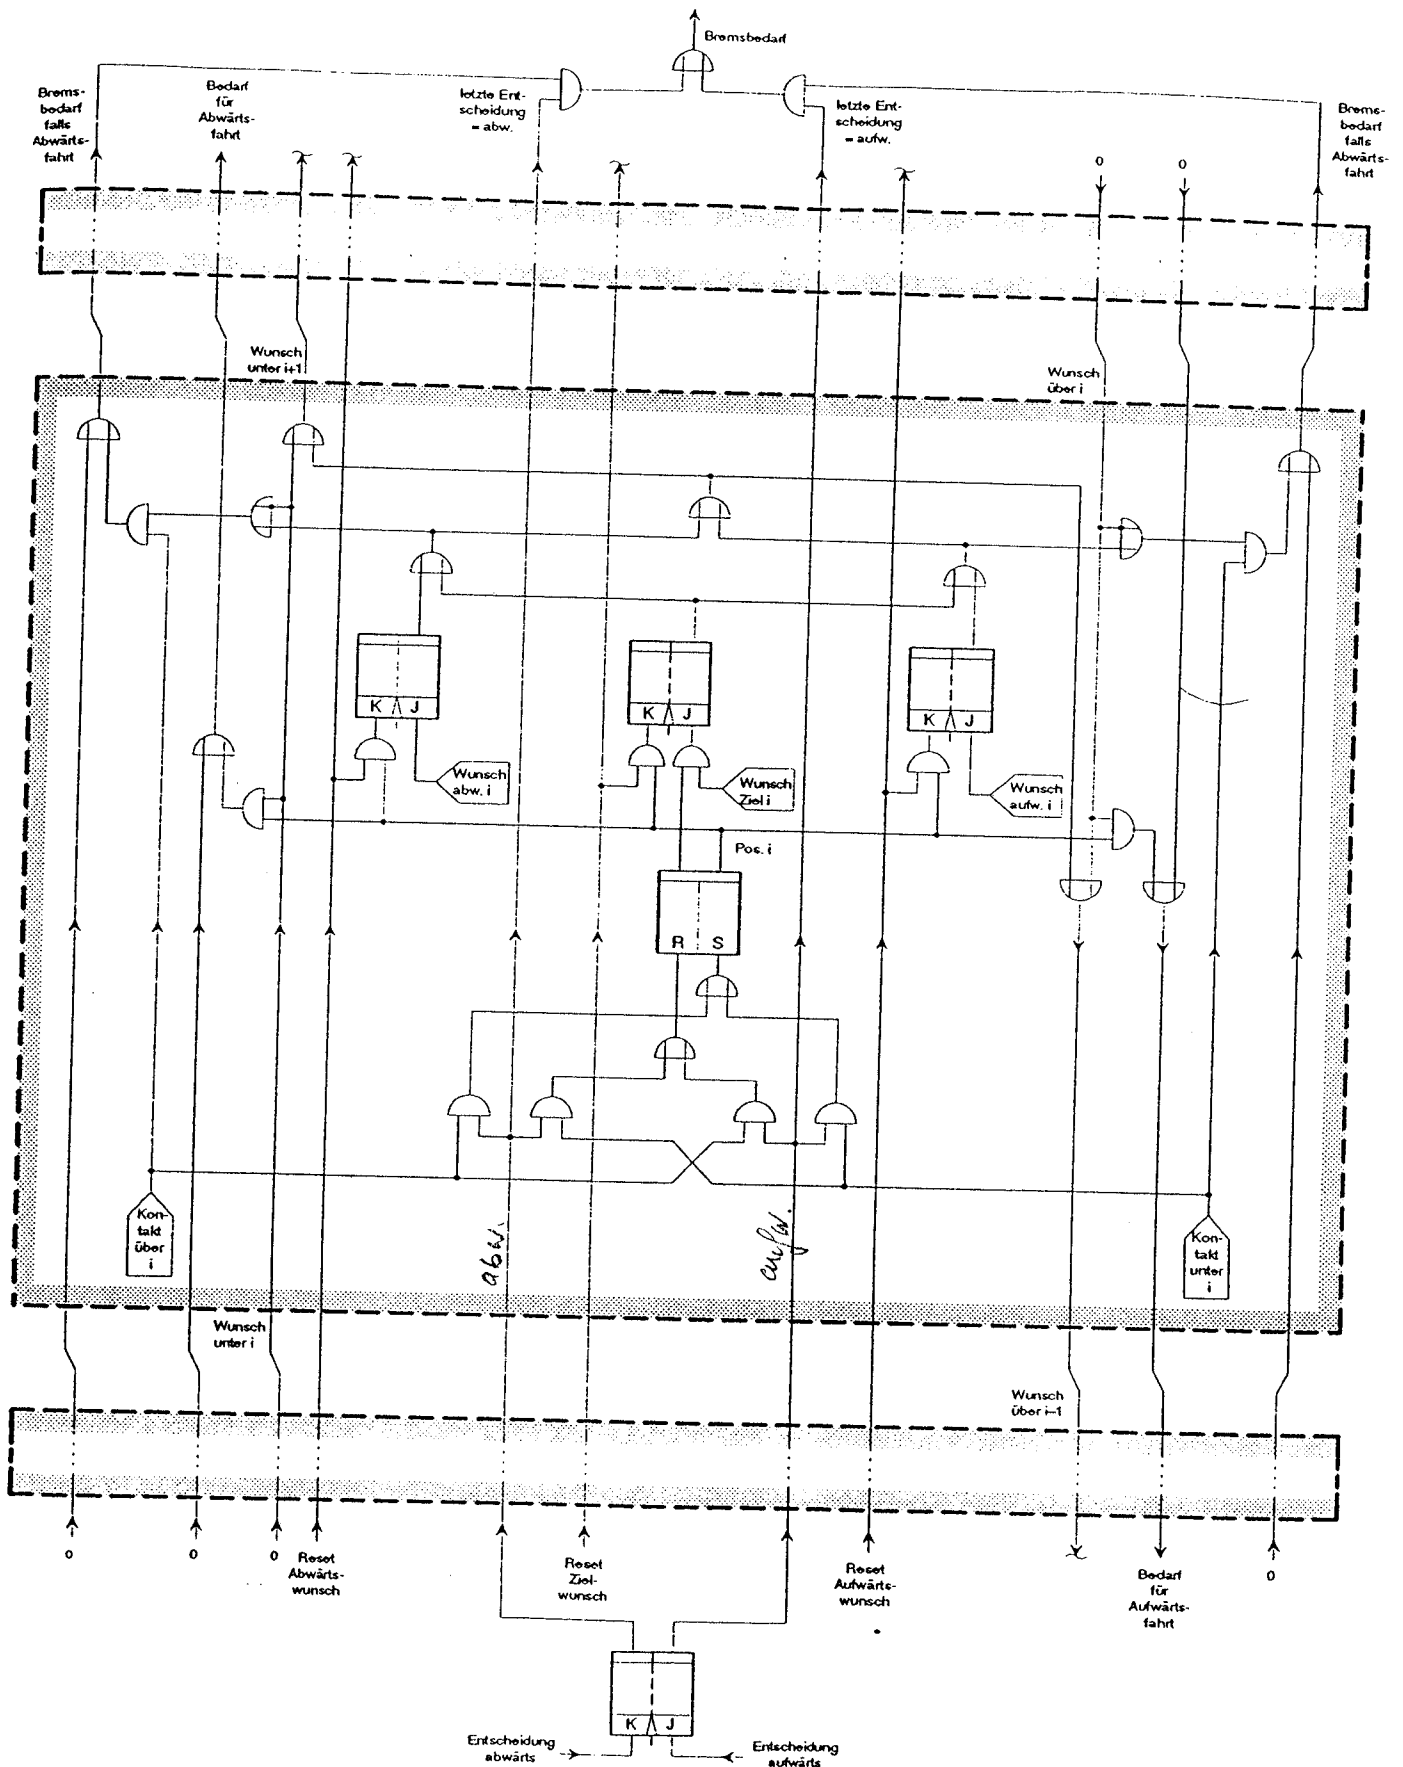 Bremsbedarf
Brems-
bedarf
falls
Abwärts-
fahrt
Bedarf
für
Abwärts-
fahrt
letzte Ent-
scheidung
= abw.
letzte Ent-
scheidung
= aufw.
Brems-
bedarf
falls
Abwärts-
fahrt
0
0
Wunsch
unter i+1
Wunsch
über i
K J
K J
K J
Wunsch
abw. i
Wunsch
Ziel i
Wunsch
aufw. i
Pos. i
R S
Kon-
takt
über
i
abw.
aufw.
Kon-
takt
unter
i
Wunsch
unter i
Wunsch
über i–1
0
0
0
Reset
Abwärts-
wunsch
Reset
Ziel-
wunsch
Reset
Aufwärts-
wunsch
Bedarf
für
Aufwärts-
fahrt
0
K J
Entscheidung
abwärts
Entscheidung
aufwärts